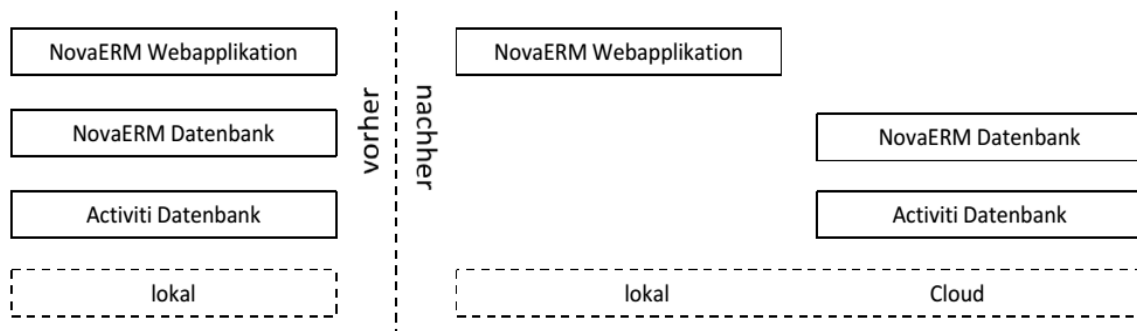 NovaERM Webapplikation
NovaERM Datenbank
Activiti Datenbank
lokal
vorher
nachher
NovaERM Webapplikation
NovaERM Datenbank
Activiti Datenbank
lokal
Cloud